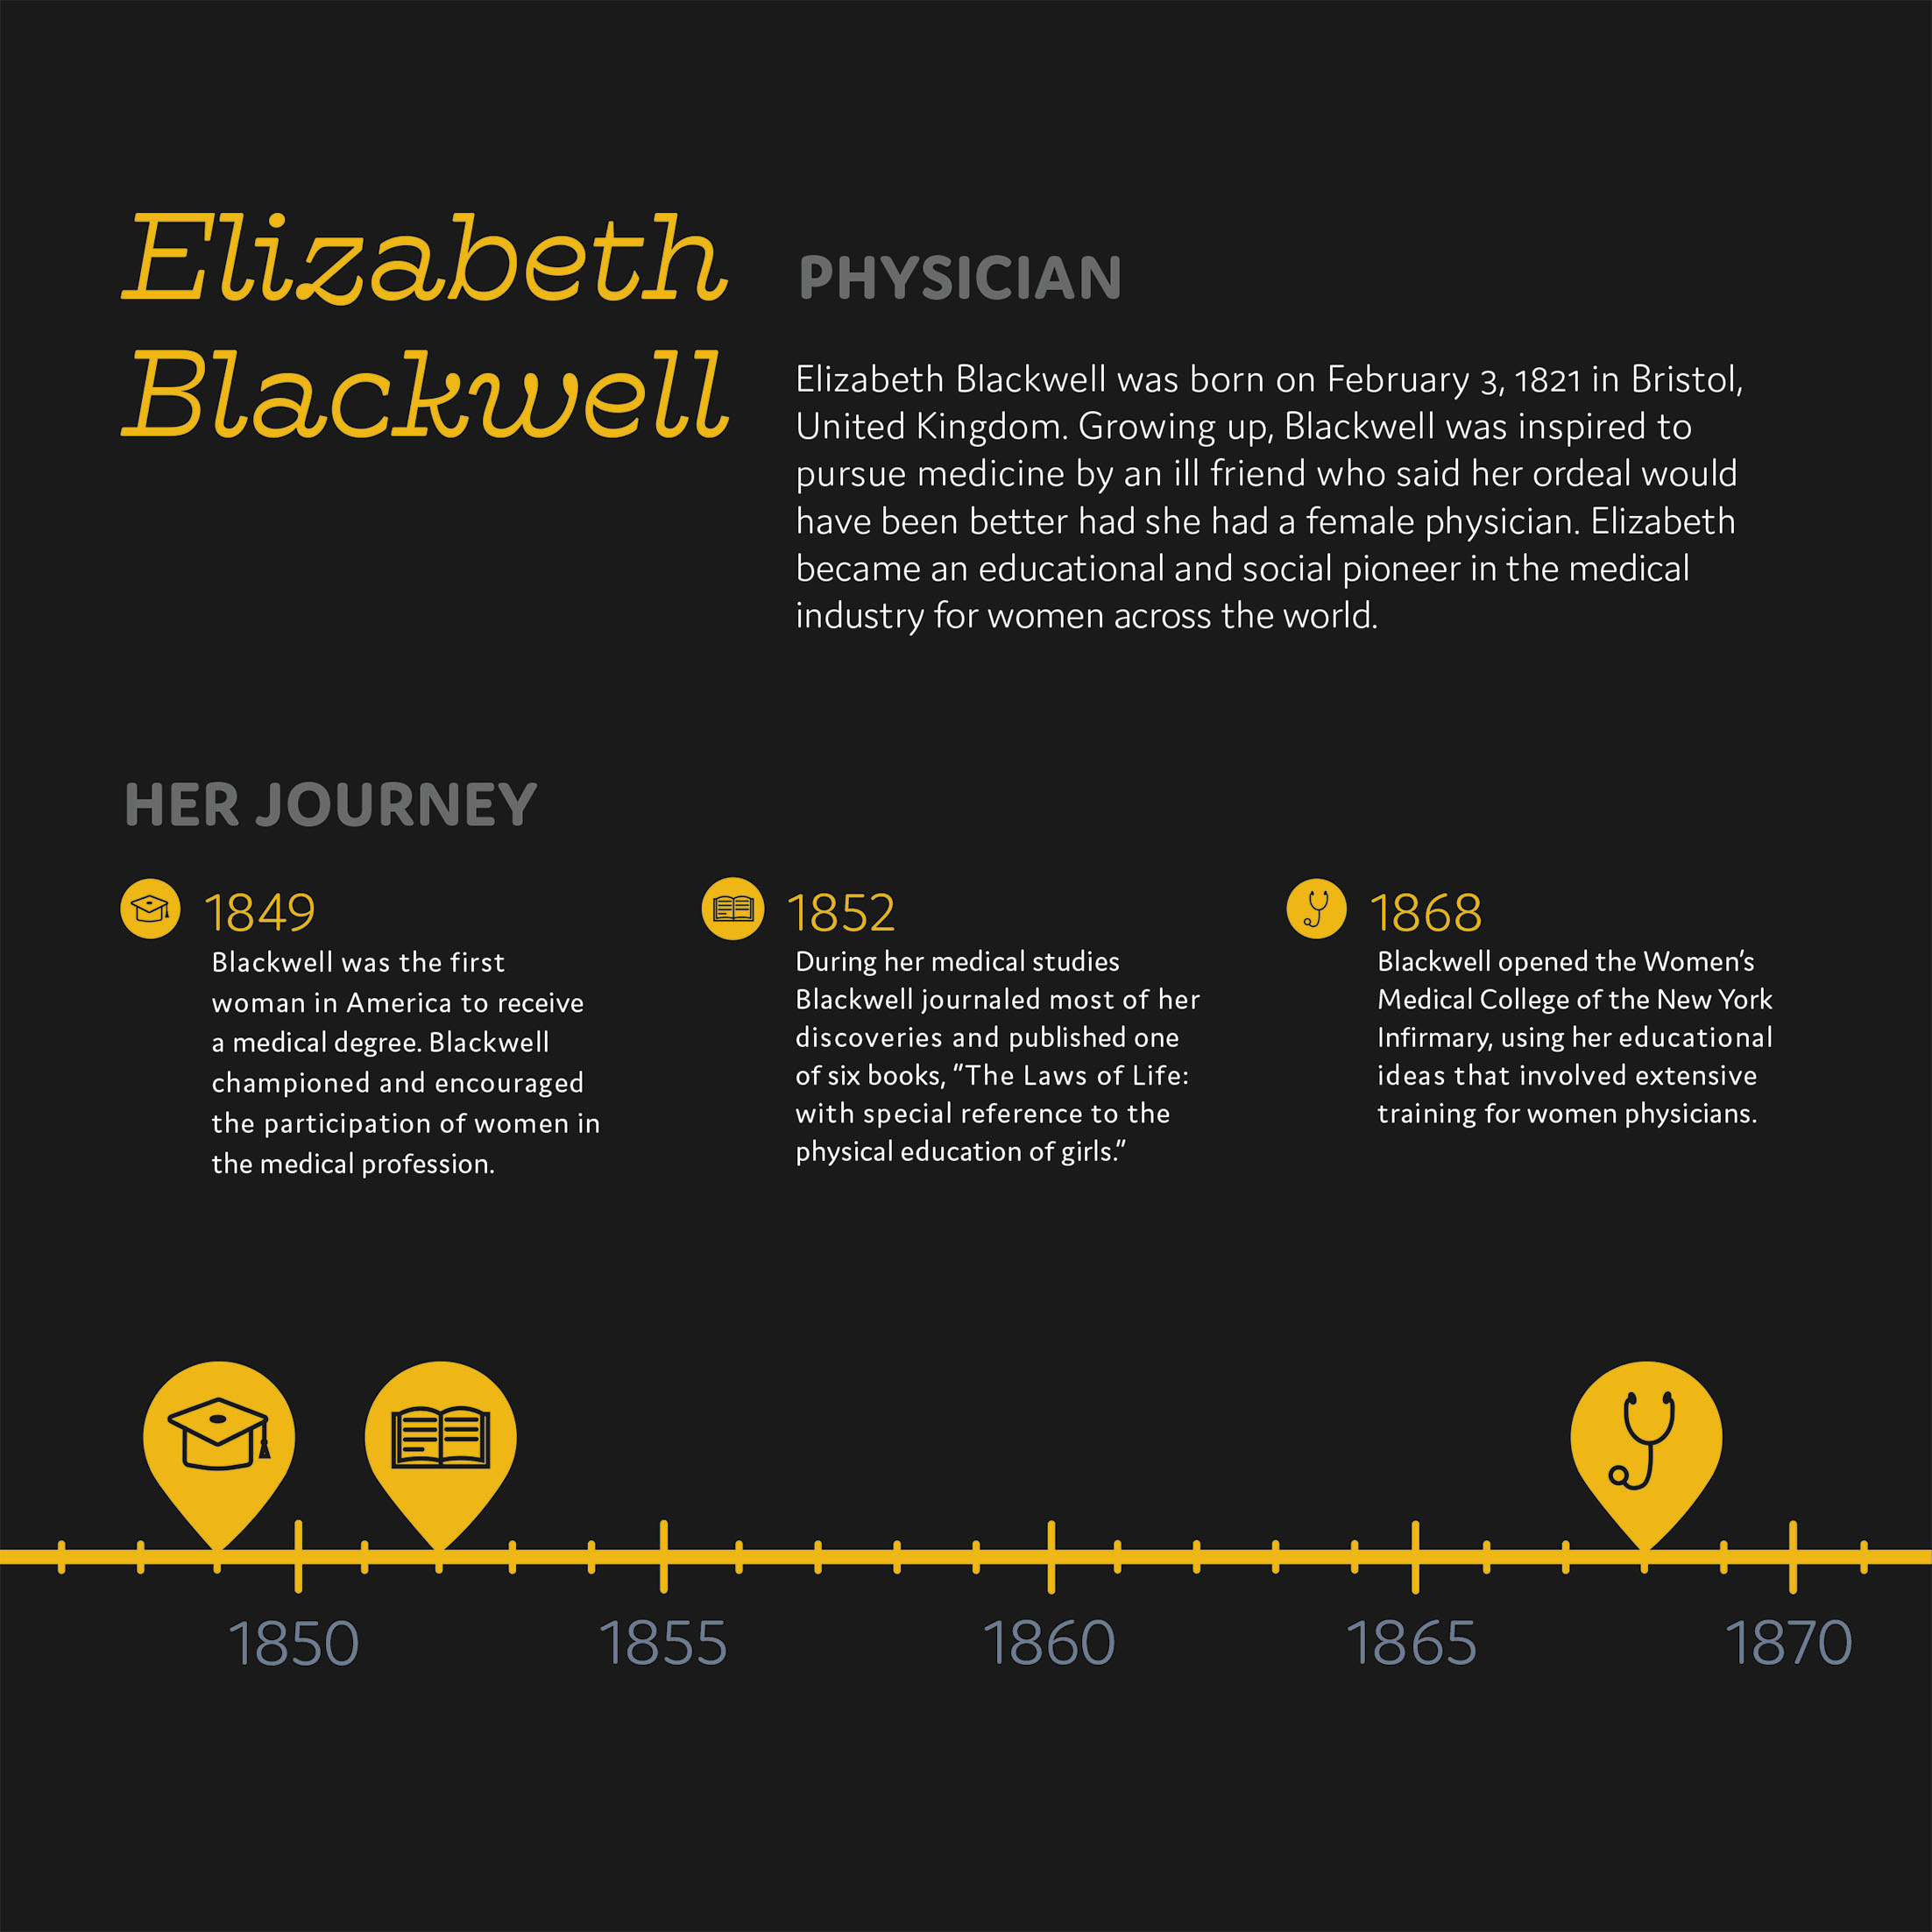 Elizabeth
Blackwell
PHYSICIAN
Elizabeth Blackwell was born on February 3, 1821 in Bristol,
United Kingdom. Growing up, Blackwell was inspired to
pursue medicine by an ill friend who said her ordeal would
have been better had she had a female physician. Elizabeth
became an educational and social pioneer in the medical
industry for women across the world.
HER JOURNEY
1849
Blackwell was the first
woman in America to receive
a medical degree. Blackwell
championed and encouraged
the participation of women in
the medical profession.
1852
During her medical studies
Blackwell journaled most of her
discoveries and published one
of six books, “The Laws of Life:
with special reference to the
physical education of girls.”
1868
Blackwell opened the Women’s
Medical College of the New York
Infirmary, using her educational
ideas that involved extensive
training for women physicians.
1850
1855
1860
1865
1870